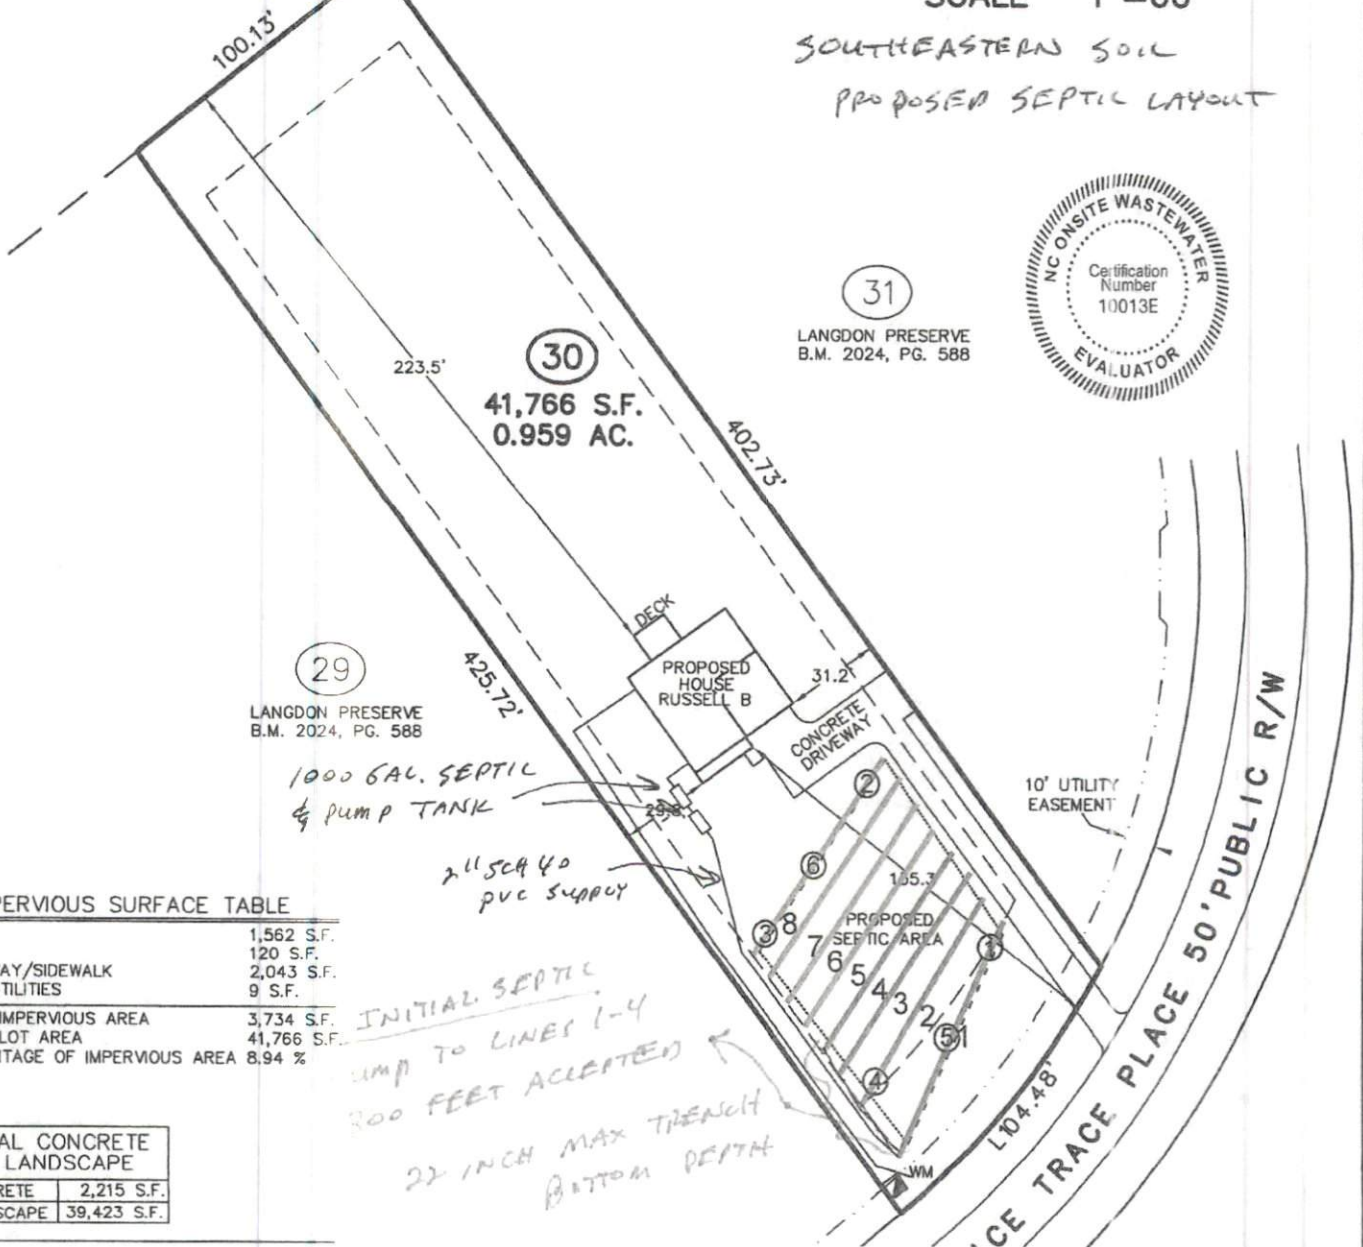 SCALE 1"=60'
SOUTHEASTERN SOIL
PROPOSED SEPTIC LAYOUT
100.13'
NC ONSITE WASTEWATER
Certification
Number
10013E
EVALUATOR
31
LANGDON PRESERVE
B.M. 2024, PG. 588
30
41,766 S.F.
0.959 AC.
223.5'
402.73'
DECK
PROPOSED
HOUSE
RUSSELL B
31.2'
CONCRETE
DRIVEWAY
29
LANGDON PRESERVE
B.M. 2024, PG. 588
425.72'
1000 GAL. SEPTIC
& PUMP TANK
2" SCH 40
PVC SUPPLY
10' UTILITY
EASEMENT
2
6
3
8
7
6
5
4
3
2
1
1
5
4
PROPOSED
SEPTIC AREA
PERVIOUS SURFACE TABLE
1,562 S.F.
120 S.F.
AY/SIDEWALK 2,043 S.F.
TILITIES 9 S.F.
IMPERVIOUS AREA 3,734 S.F.
LOT AREA 41,766 S.F.
TAGE OF IMPERVIOUS AREA 8.94 %
INITIAL SEPTIC
ump TO LINES 1-4
300 FEET ACCEPTED
22 INCH MAX TRENCH
BOTTOM DEPTH
AL CONCRETE
LANDSCAPE
RETE 2,215 S.F.
SCAPE 39,423 S.F.
WM
L104.48'
CE TRACE PLACE 50' PUBLIC R/W